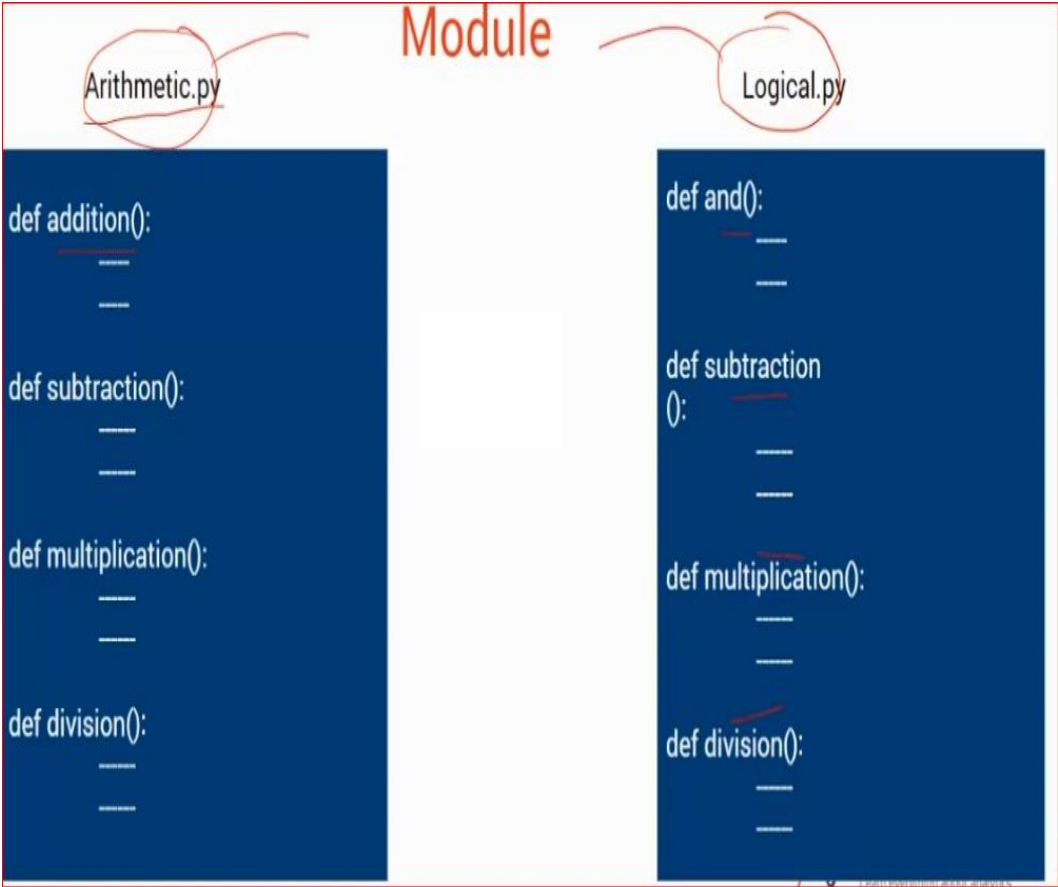 Module
Arithmetic.py
def addition():
-----
-----
def subtraction():
------
------
def multiplication():
------
------
def division():
------
------
Logical.py
def and():
-----
-----
def subtraction
():
------
------
def multiplication():
------
------
def division():
------
------